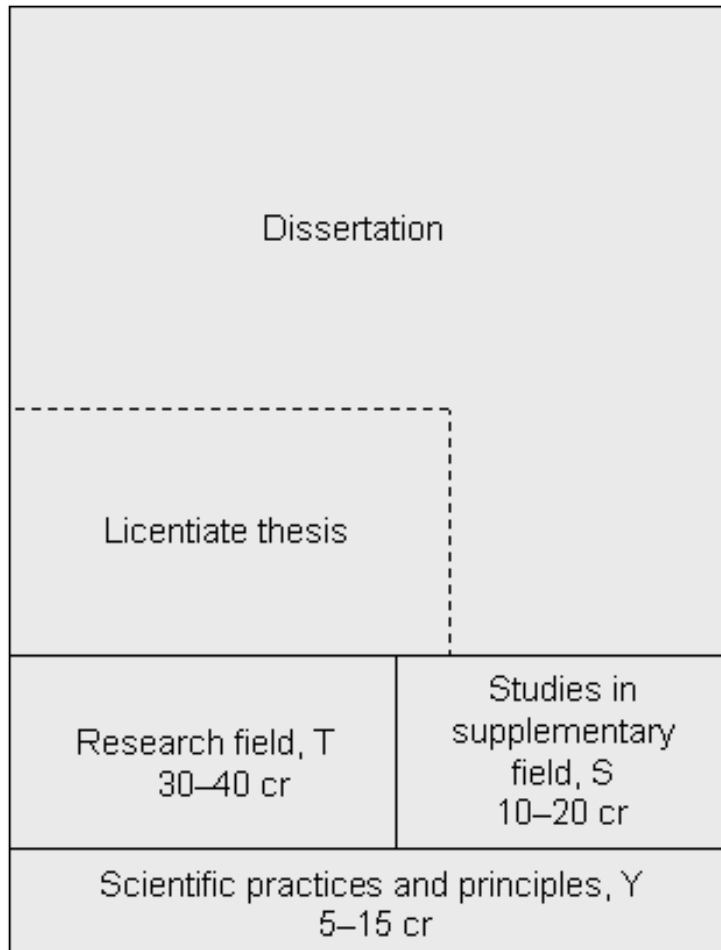 Dissertation
Licentiate thesis
Research field, T
30–40 cr
Studies in
supplementary
field, S
10–20 cr
Scientific practices and principles, Y
5–15 cr